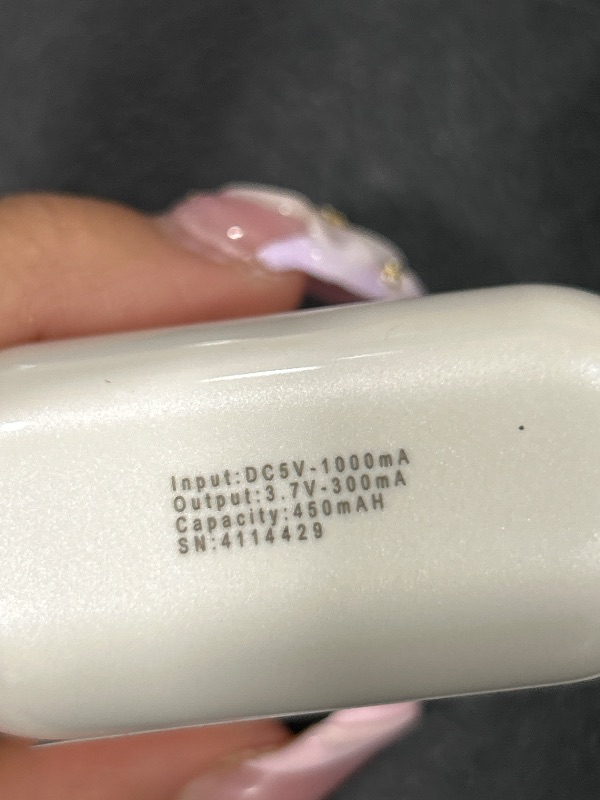 Input:DC5V-1000mA
Output:3.7V-300mA
Capacity:450mAH
SN:4114429